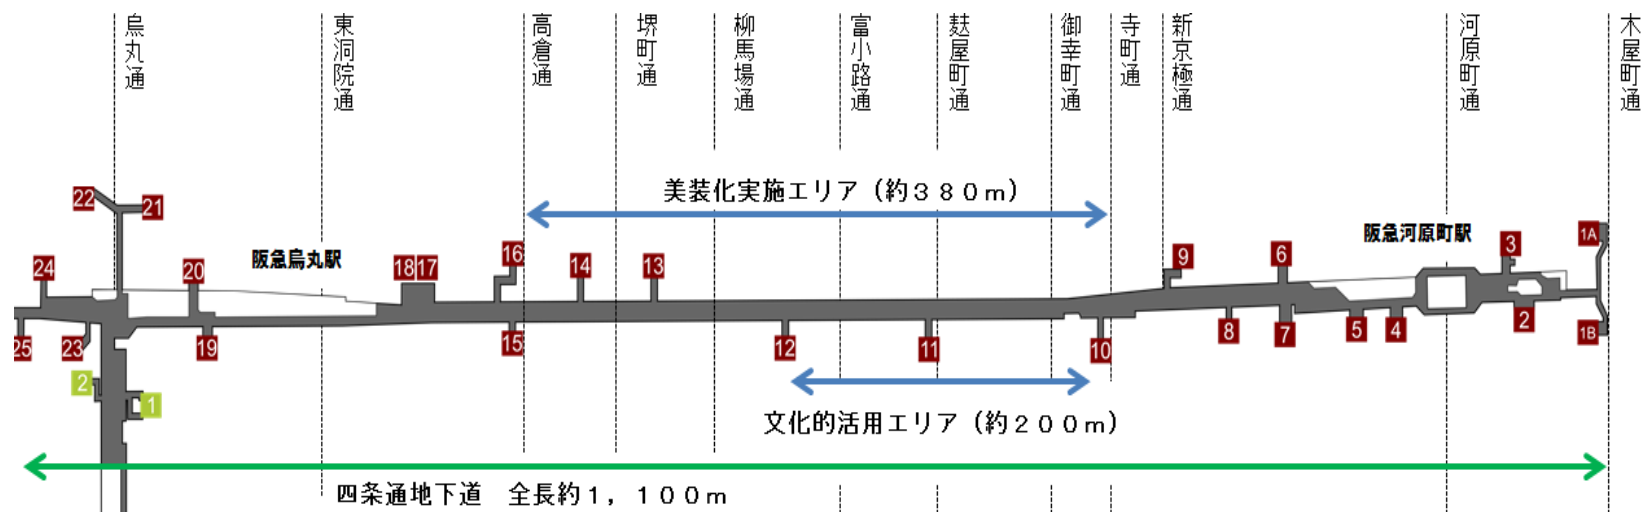 烏丸通
東洞院通
高倉通
堺町通
柳馬場通
富小路通
麸屋町通
御幸町通
寺町通
新京極通
河原町通
木屋町通
美装化実施エリア（約３８０ｍ）
22
21
阪急河原町駅
1A
阪急烏丸駅
16
9
6
3
24
20
18
17
14
13
25
23
19
15
12
11
10
8
7
5
4
2
1B
2
1
文化的活用エリア（約２００ｍ）
四条通地下道　全長約１，１００ｍ